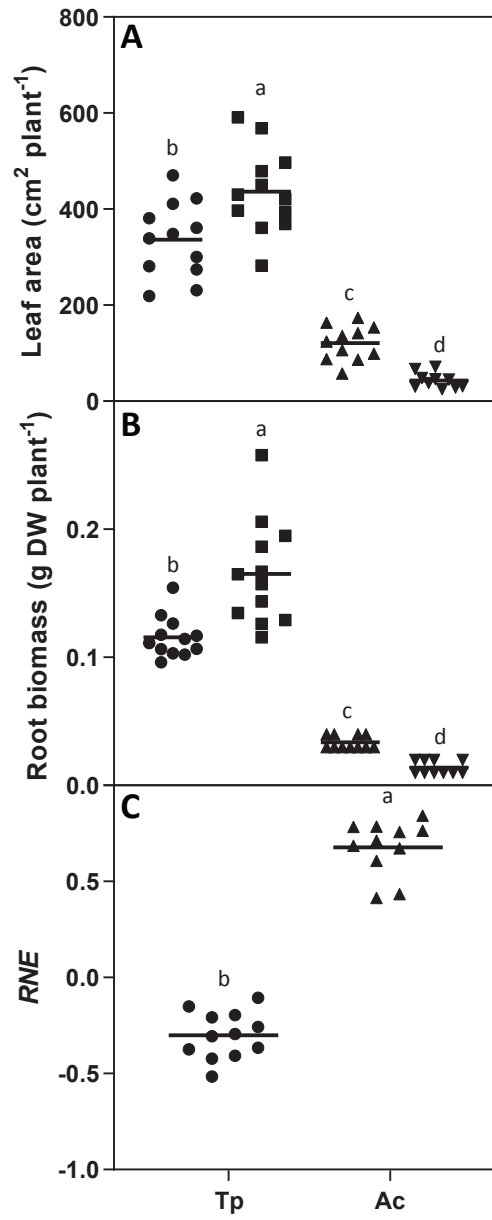 A
Leaf area (cm² plant⁻¹)
800
600
400
200
0
b
a
c
d
B
Root biomass (g DW plant⁻¹)
0.2
0.1
0.0
b
a
c
d
C
RNE
0.5
0.0
-0.5
-1.0
b
a
Tp Ac